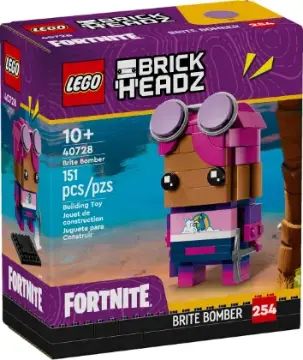 LEGO
BRICK
HEADZ
FORTNITE
10+
40728
Brite Bomber
151
pcs/pzs
Building Toy
Jouet de
construction
Juguete para
Construir
FORTNITE
BRITE BOMBER
254
254